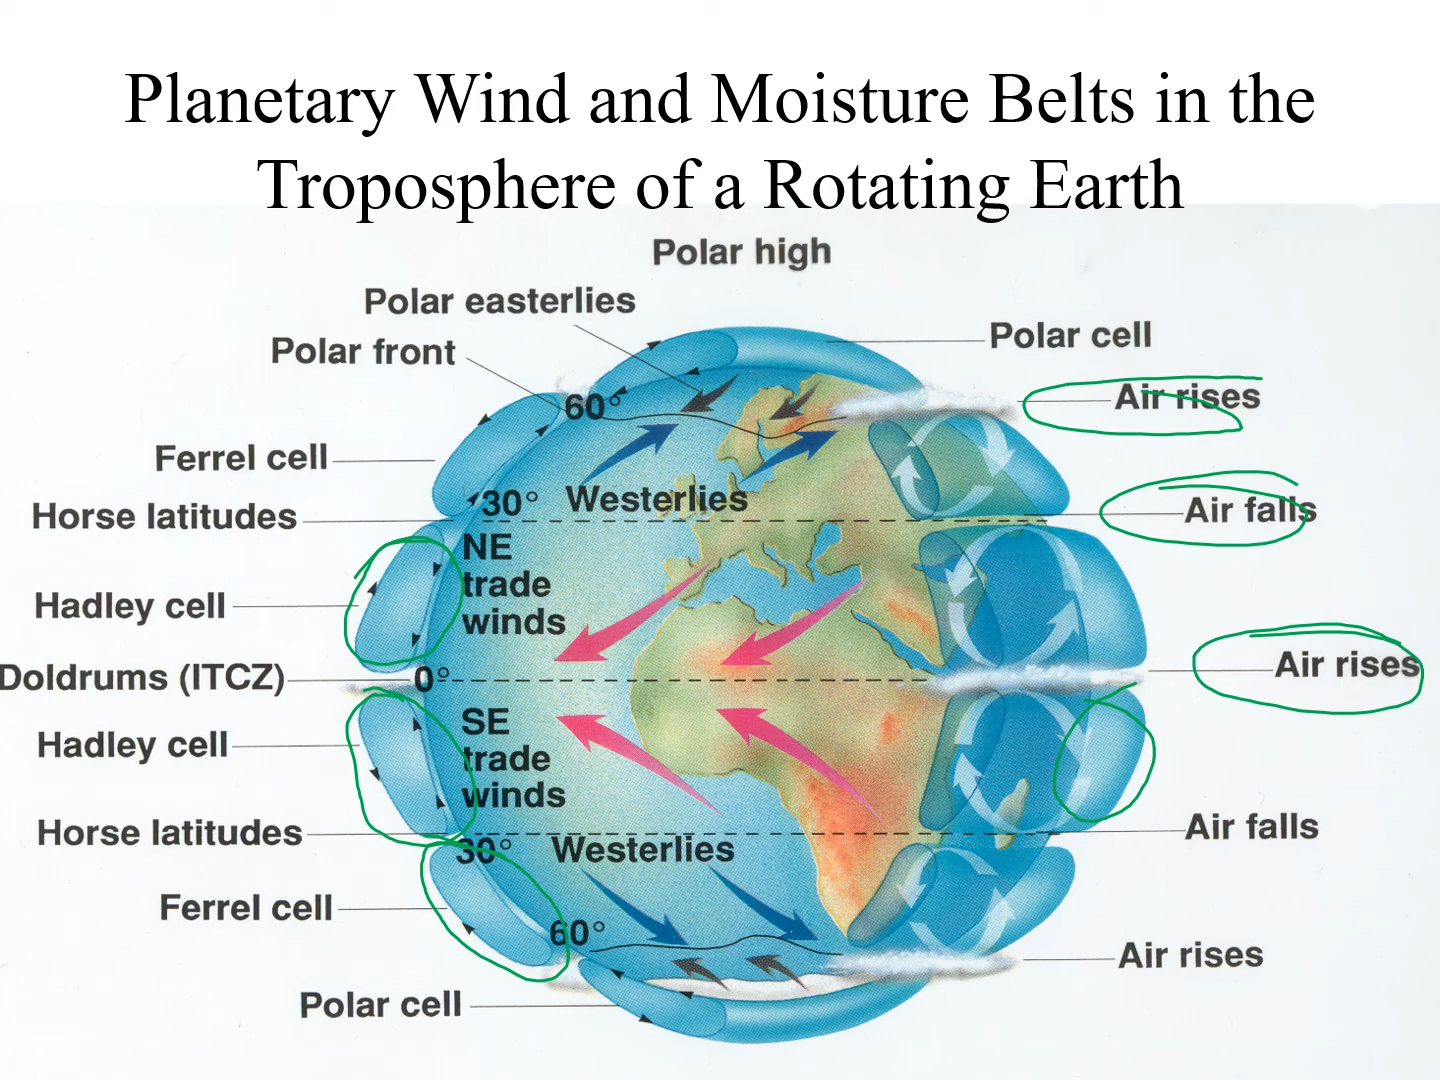 Planetary Wind and Moisture Belts in the
Troposphere of a Rotating Earth
Polar high
Polar easterlies
Polar front
Polar cell
60°
Air rises
Ferrel cell
30°
Westerlies
Horse latitudes
Air falls
NE
trade
winds
Hadley cell
Doldrums (ITCZ)
0°
Air rises
SE
trade
winds
Hadley cell
Horse latitudes
Air falls
30°
Westerlies
Ferrel cell
60°
Air rises
Polar cell